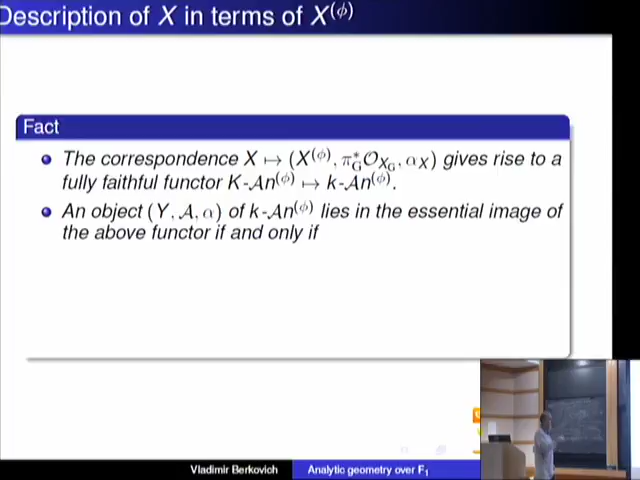 Description of X in terms of X^(ϕ)
Fact
The correspondence X ↦ (X^(ϕ), π_G^* O_{X_G}, α_X) gives rise to a
fully faithful functor K-An^(ϕ) ↦ k-An^(ϕ).
An object (Y, A, α) of k-An^(ϕ) lies in the essential image of
the above functor if and only if
Vladimir Berkovich
Analytic geometry over F₁